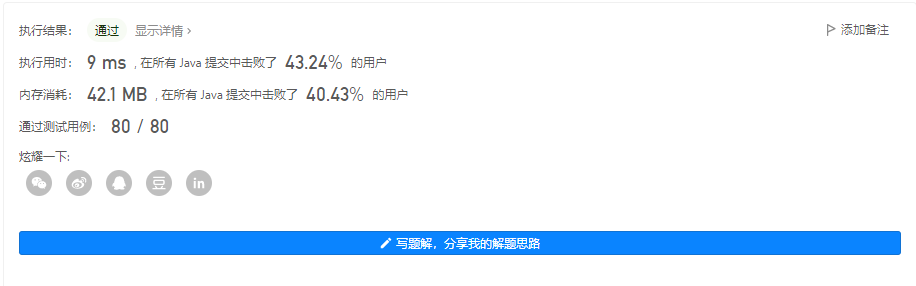 执行结果： 通过 显示详情 › 添加备注
执行用时： 9 ms , 在所有 Java 提交中击败了 43.24% 的用户
内存消耗： 42.1 MB , 在所有 Java 提交中击败了 40.43% 的用户
通过测试用例： 80 / 80
炫耀一下:
豆 in
写题解，分享我的解题思路